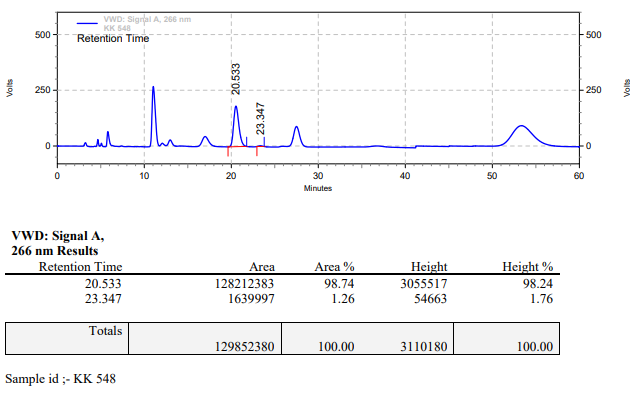 VWD: Signal A, 266 nm
KK 548
Retention Time
500
250
0
Volts
20.533
23.347
500
250
0
Volts
0 10 20 30 40 50 60
Minutes
VWD: Signal A,
266 nm Results
Retention Time Area Area % Height Height %
20.533 128212383 98.74 3055517 98.24
23.347 1639997 1.26 54663 1.76
Totals
129852380 100.00 3110180 100.00
Sample id ;- KK 548